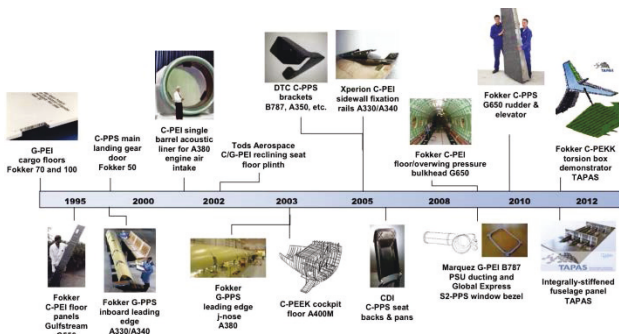 DTC C-PPS
brackets
B787, A350, etc.
Xperion C-PEI
sidewall fixation
rails A330/A340
Fokker C-PPS
G650 rudder &
elevator
TAPAS
G-PEI
cargo floors
Fokker 70 and 100
C-PPS main
landing gear
door
Fokker 50
C-PEI single
barrel acoustic
liner for A380
engine air
intake
Tods Aerospace
C/G-PEI reclining seat
floor plinth
Fokker C-PEI
floor/overwing pressure
bulkhead G650
Fokker C-PEKK
torsion box
demonstrator
TAPAS
1995 2000 2002 2003 2005 2008 2010 2012
Fokker
C-PEI floor
panels
Gulfstream
Fokker G-PPS
inboard leading
edge
A330/A340
Fokker
G-PPS
leading edge
j-nose
A380
C-PEEK cockpit
floor A400M
CDI
C-PPS seat
backs & pans
Marquez G-PEI B787
PSU ducting and
Global Express
S2-PPS window bezel
TAPAS
Integrally-stiffened
fuselage panel
TAPAS